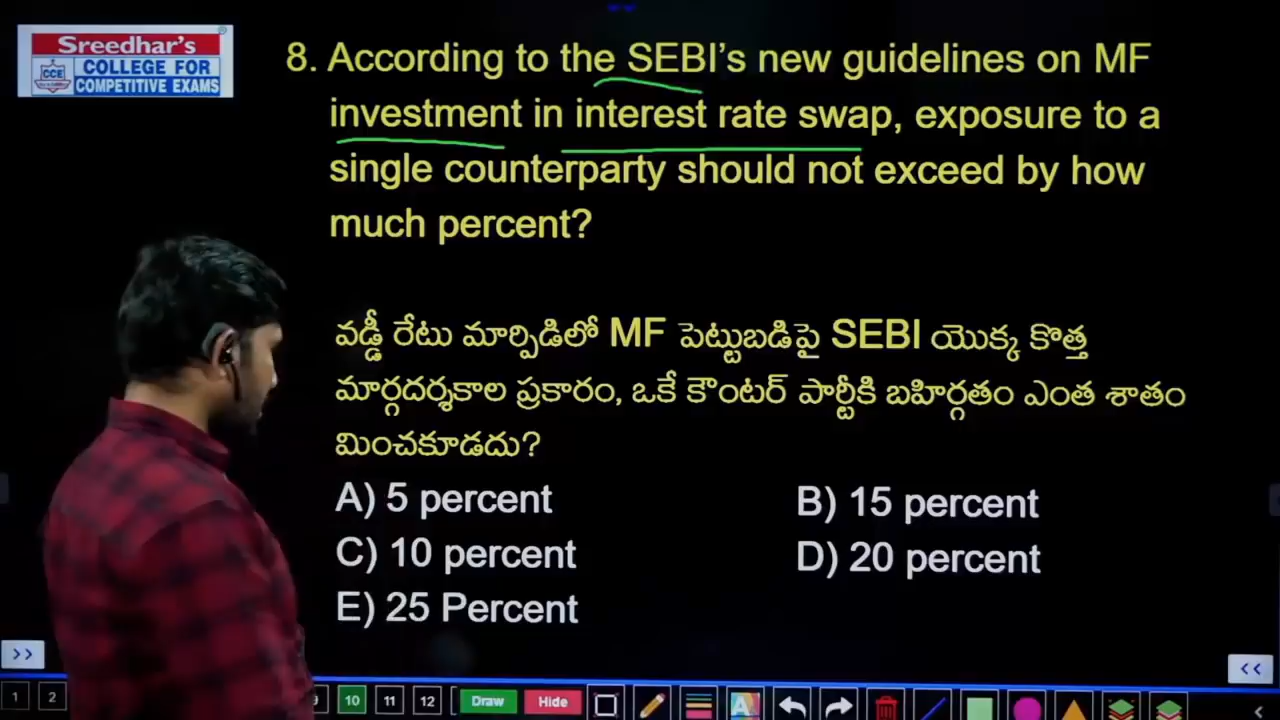 Sreedhar's
CCE
COLLEGE FOR
COMPETITIVE EXAMS
8. According to the SEBI's new guidelines on MF
investment in interest rate swap, exposure to a
single counterparty should not exceed by how
much percent?
వడ్డీ రేటు మార్పిడిలో MF పెట్టుబడిపై SEBI యొక్క కొత్త
మార్గదర్శకాల ప్రకారం, ఒకే కౌంటర్ పార్టీకి బహిర్గతం ఎంత శాతం
మించకూడదు?
A) 5 percent
B) 15 percent
C) 10 percent
D) 20 percent
E) 25 Percent
>>
<<
1 2 9 10 11 12 Draw Hide A